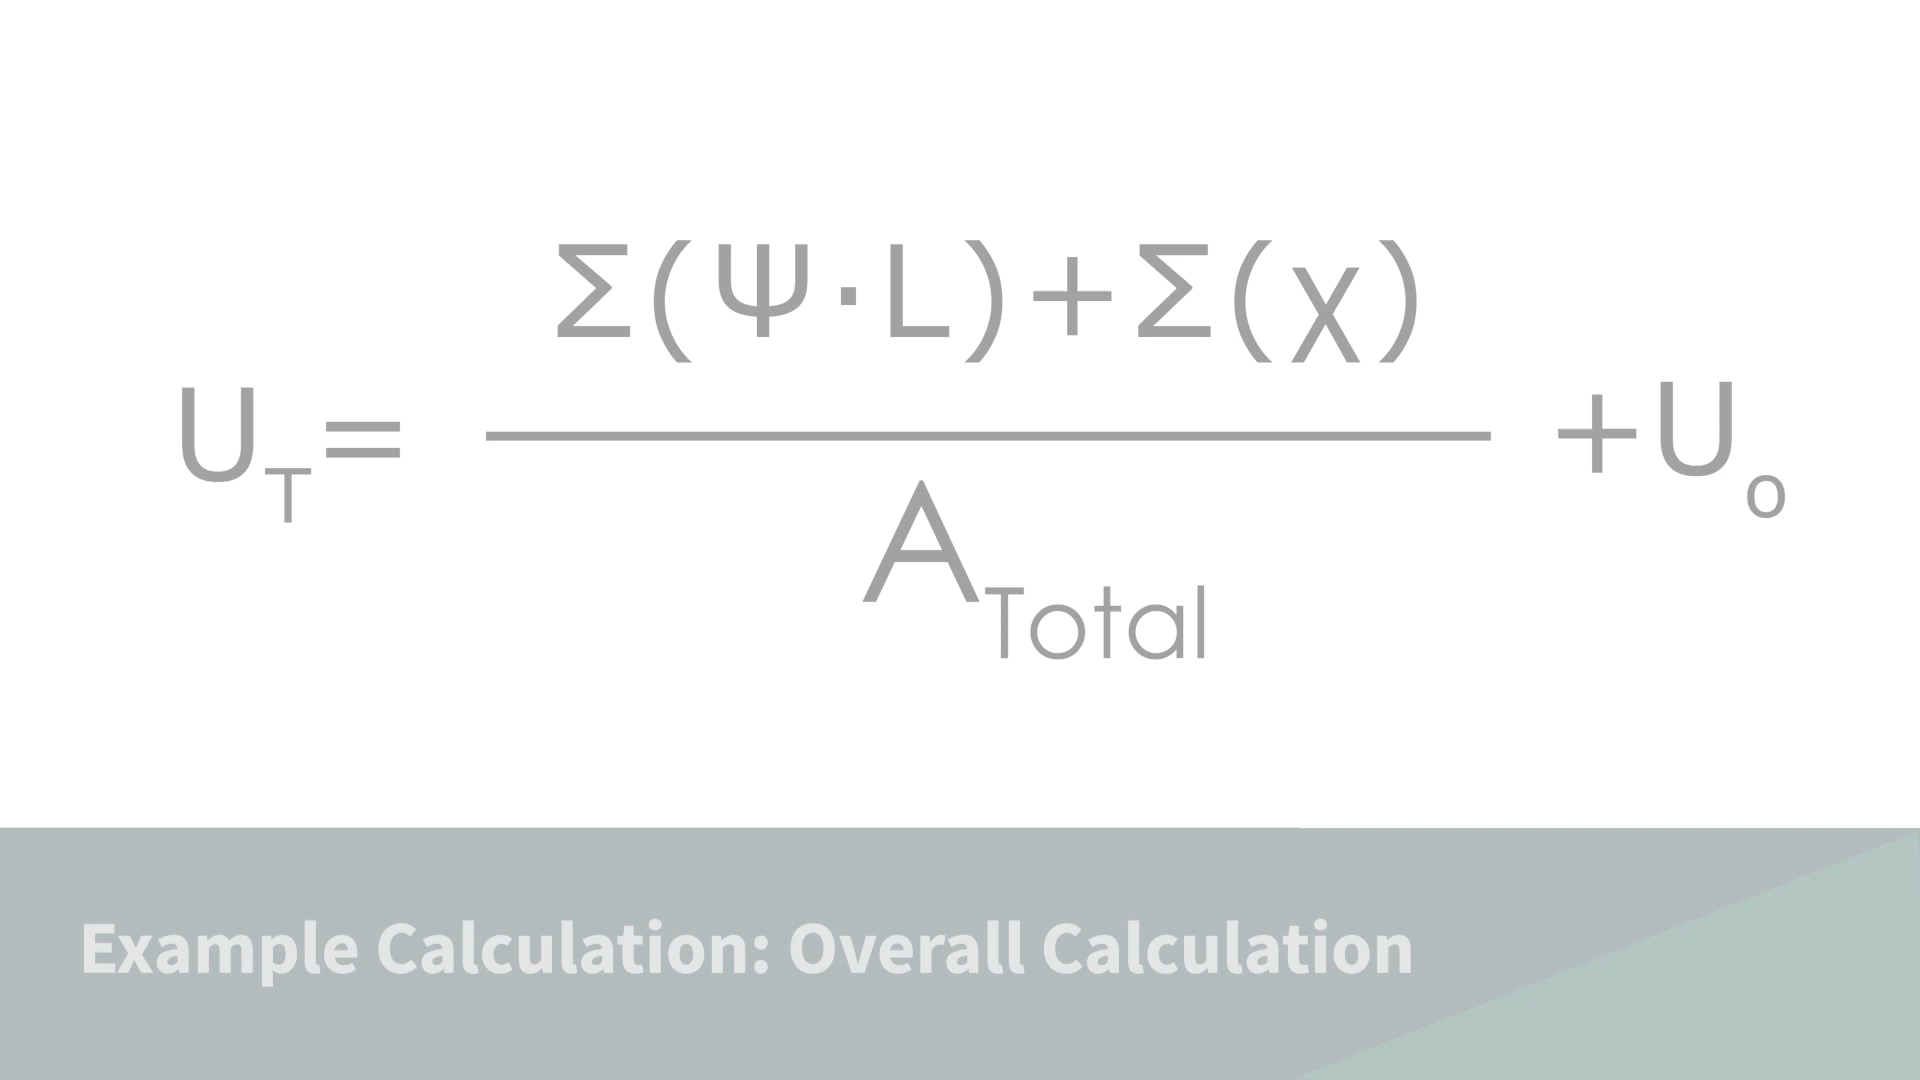 Σ(Ψ·L)+Σ(χ)
U_T= +U_o
A_Total
Example Calculation: Overall Calculation